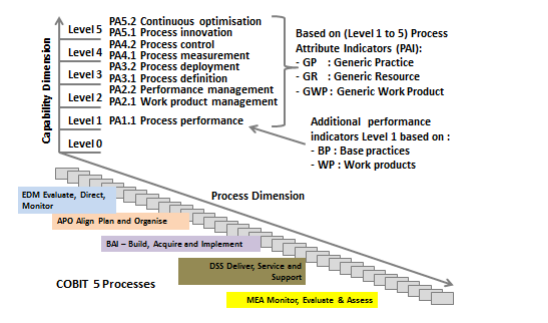 Capability Dimension
Level 5
Level 4
Level 3
Level 2
Level 1
Level 0
PA5.2 Continuous optimisation
PA5.1 Process innovation
PA4.2 Process control
PA4.1 Process measurement
PA3.2 Process deployment
PA3.1 Process definition
PA2.2 Performance management
PA2.1 Work product management
PA1.1 Process performance
Based on (Level 1 to 5) Process
Attribute Indicators (PAI):
- GP : Generic Practice
- GR : Generic Resource
- GWP : Generic Work Product
Additional performance
indicators Level 1 based on :
- BP : Base practices
- WP : Work products
Process Dimension
EDM Evaluate, Direct,
Monitor
APO Align Plan and Organise
BAI – Build, Acquire and Implement
DSS Deliver, Service and
Support
MEA Monitor, Evaluate & Assess
COBIT 5 Processes